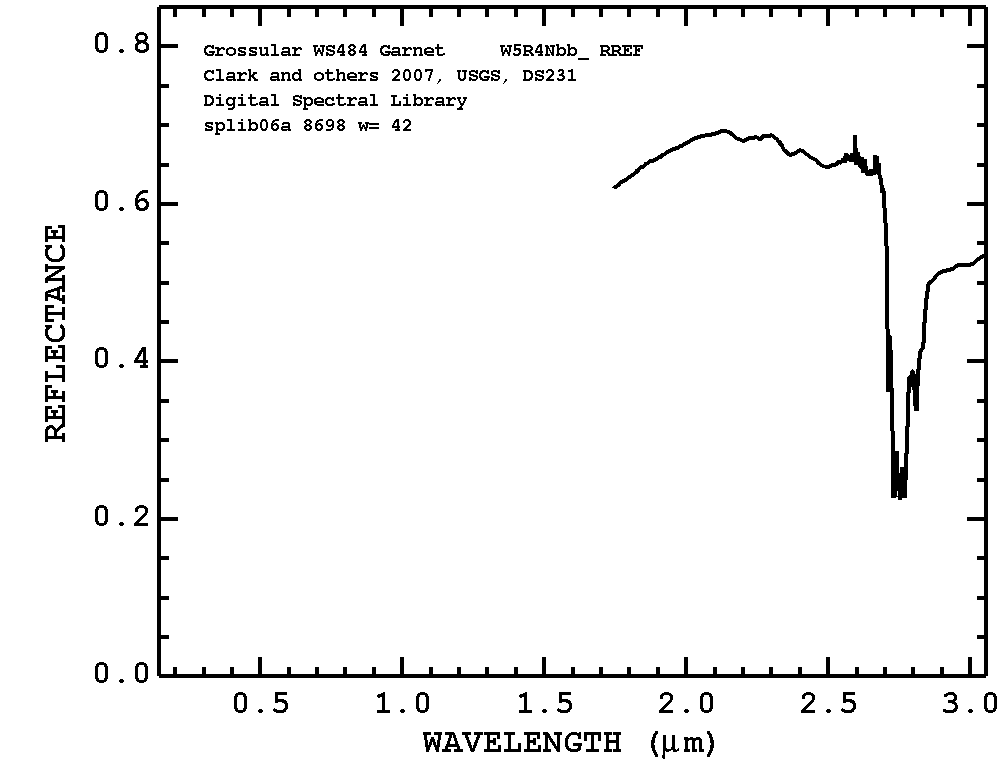 Grossular WS484 Garnet W5R4Nbb_ RREF
Clark and others 2007, USGS, DS231
Digital Spectral Library
splib06a 8698 w= 42
REFLECTANCE
0.8
0.6
0.4
0.2
0.0
0.5 1.0 1.5 2.0 2.5 3.0
WAVELENGTH (μm)